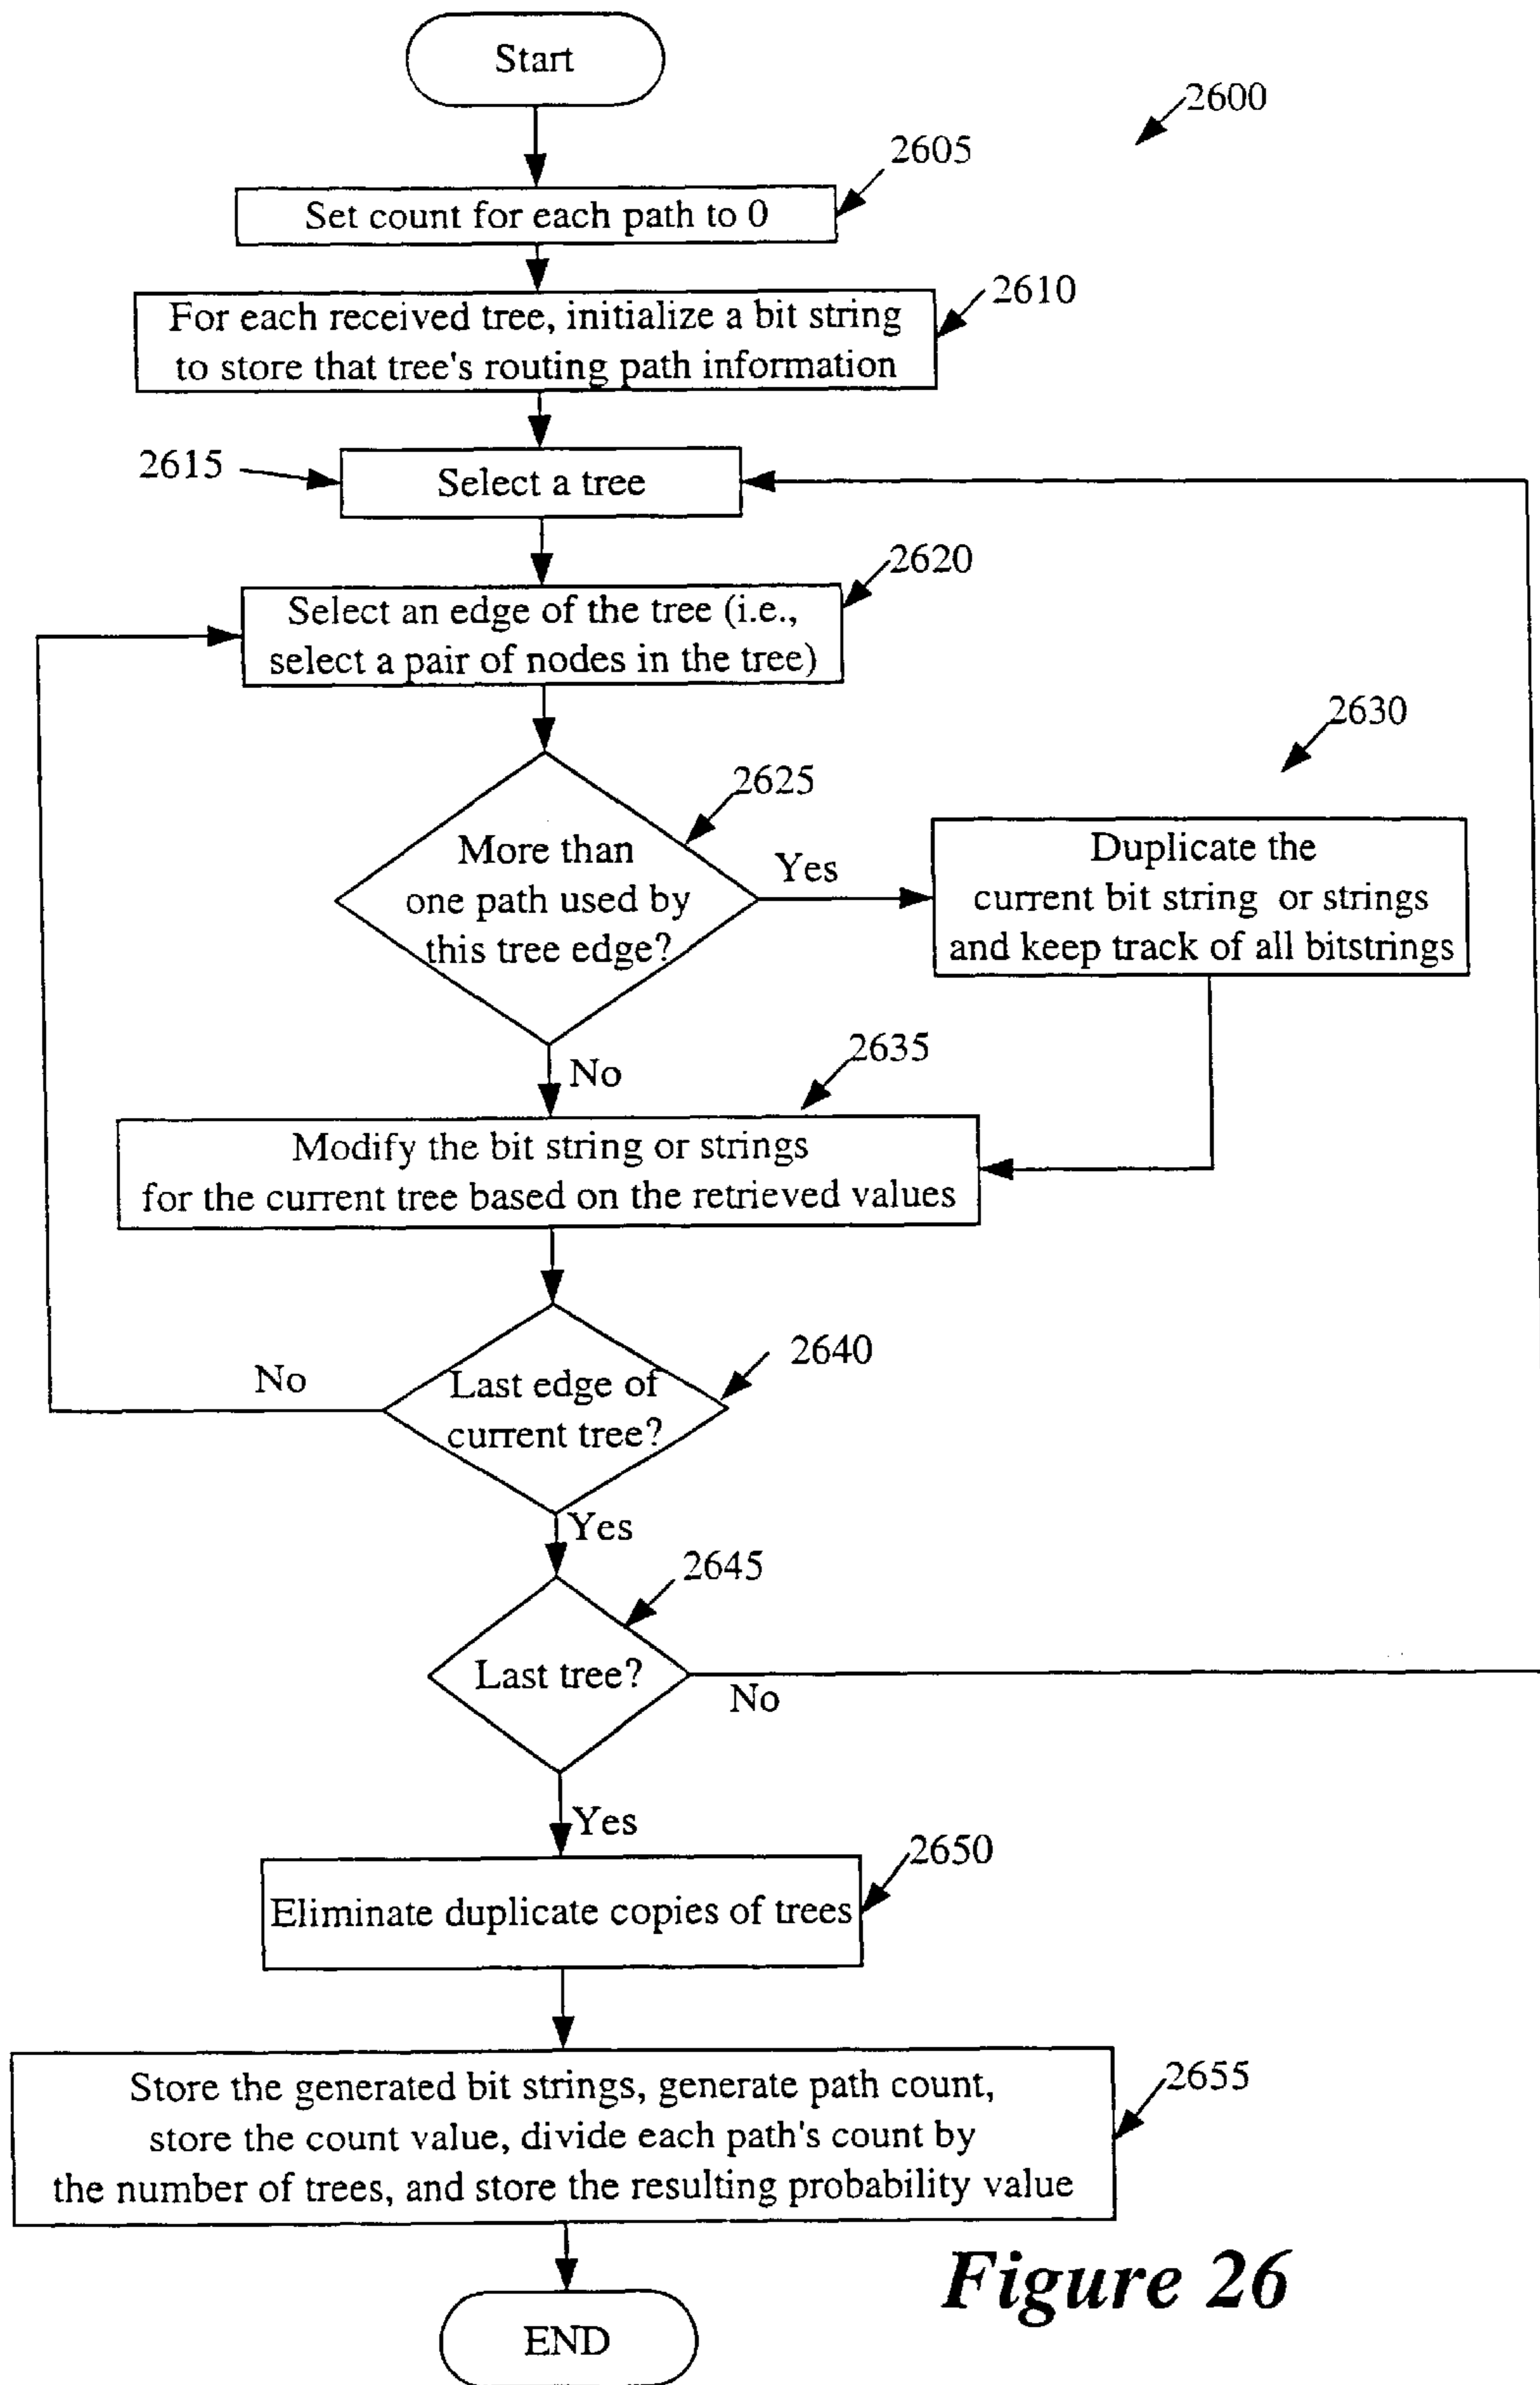 Start
2600
2605
Set count for each path to 0
2610
For each received tree, initialize a bit string
to store that tree's routing path information
2615
Select a tree
2620
Select an edge of the tree (i.e.,
select a pair of nodes in the tree)
2630
2625
More than
one path used by
this tree edge?
Yes
Duplicate the
current bit string or strings
and keep track of all bitstrings
No
2635
Modify the bit string or strings
for the current tree based on the retrieved values
2640
No
Last edge of
current tree?
Yes
2645
Last tree?
No
Yes
2650
Eliminate duplicate copies of trees
2655
Store the generated bit strings, generate path count,
store the count value, divide each path's count by
the number of trees, and store the resulting probability value
Figure 26
END